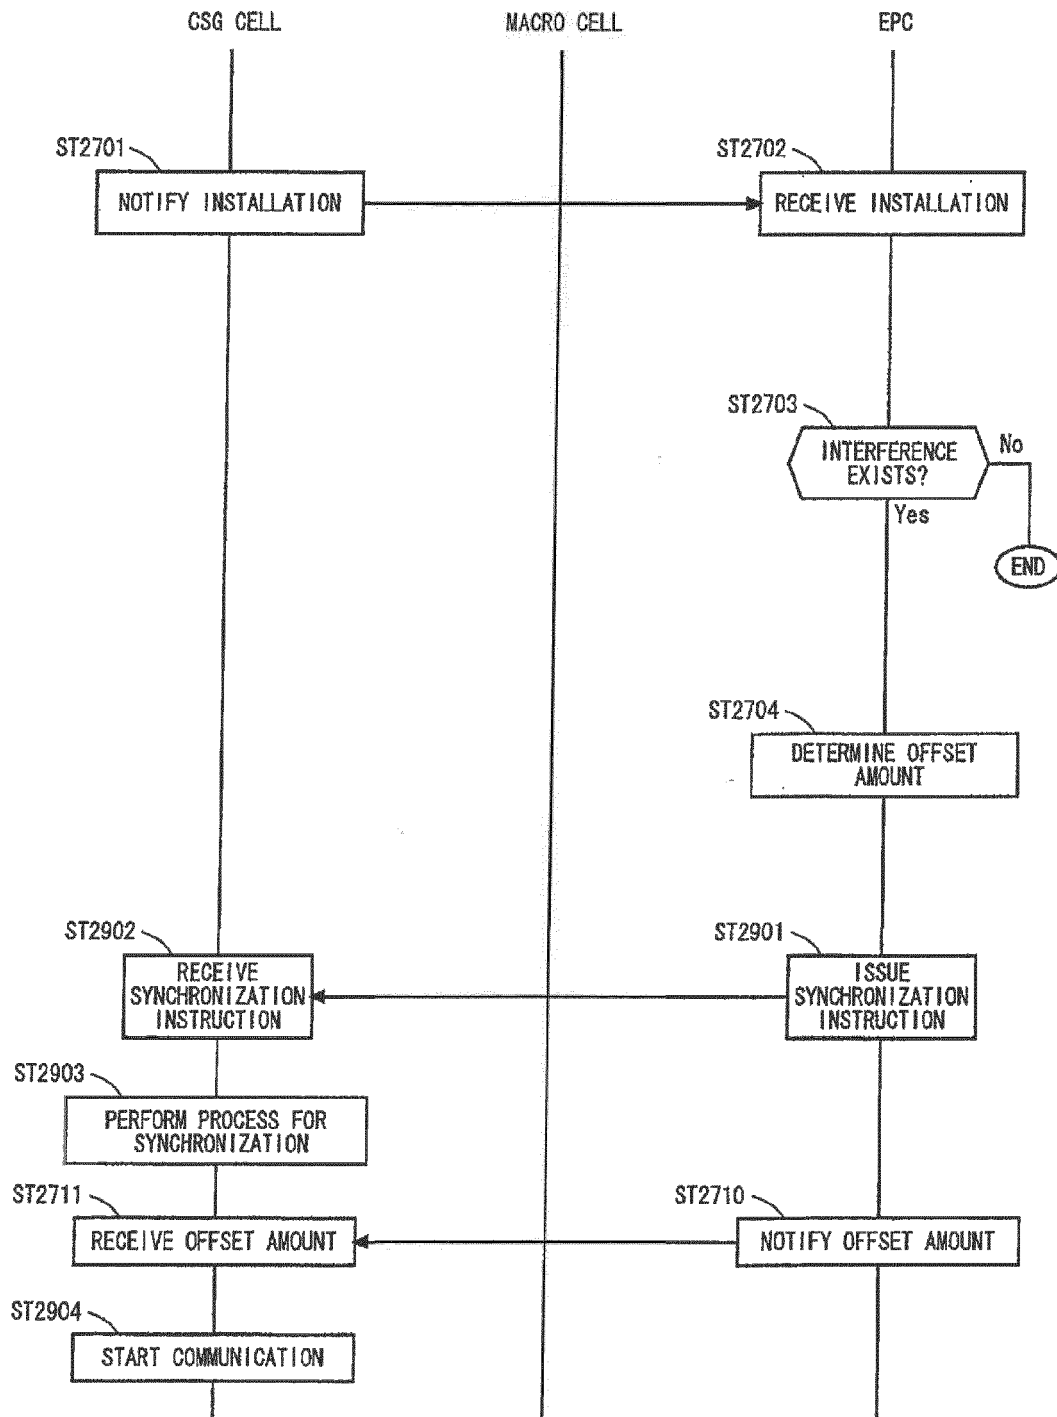 CSG CELL
MACRO CELL
EPC
ST2701
ST2702
NOTIFY INSTALLATION
RECEIVE INSTALLATION
ST2703
INTERFERENCE
EXISTS?
No
Yes
END
ST2704
DETERMINE OFFSET
AMOUNT
ST2902
ST2901
RECEIVE
SYNCHRONIZATION
INSTRUCTION
ISSUE
SYNCHRONIZATION
INSTRUCTION
ST2903
PERFORM PROCESS FOR
SYNCHRONIZATION
ST2711
ST2710
RECEIVE OFFSET AMOUNT
NOTIFY OFFSET AMOUNT
ST2904
START COMMUNICATION